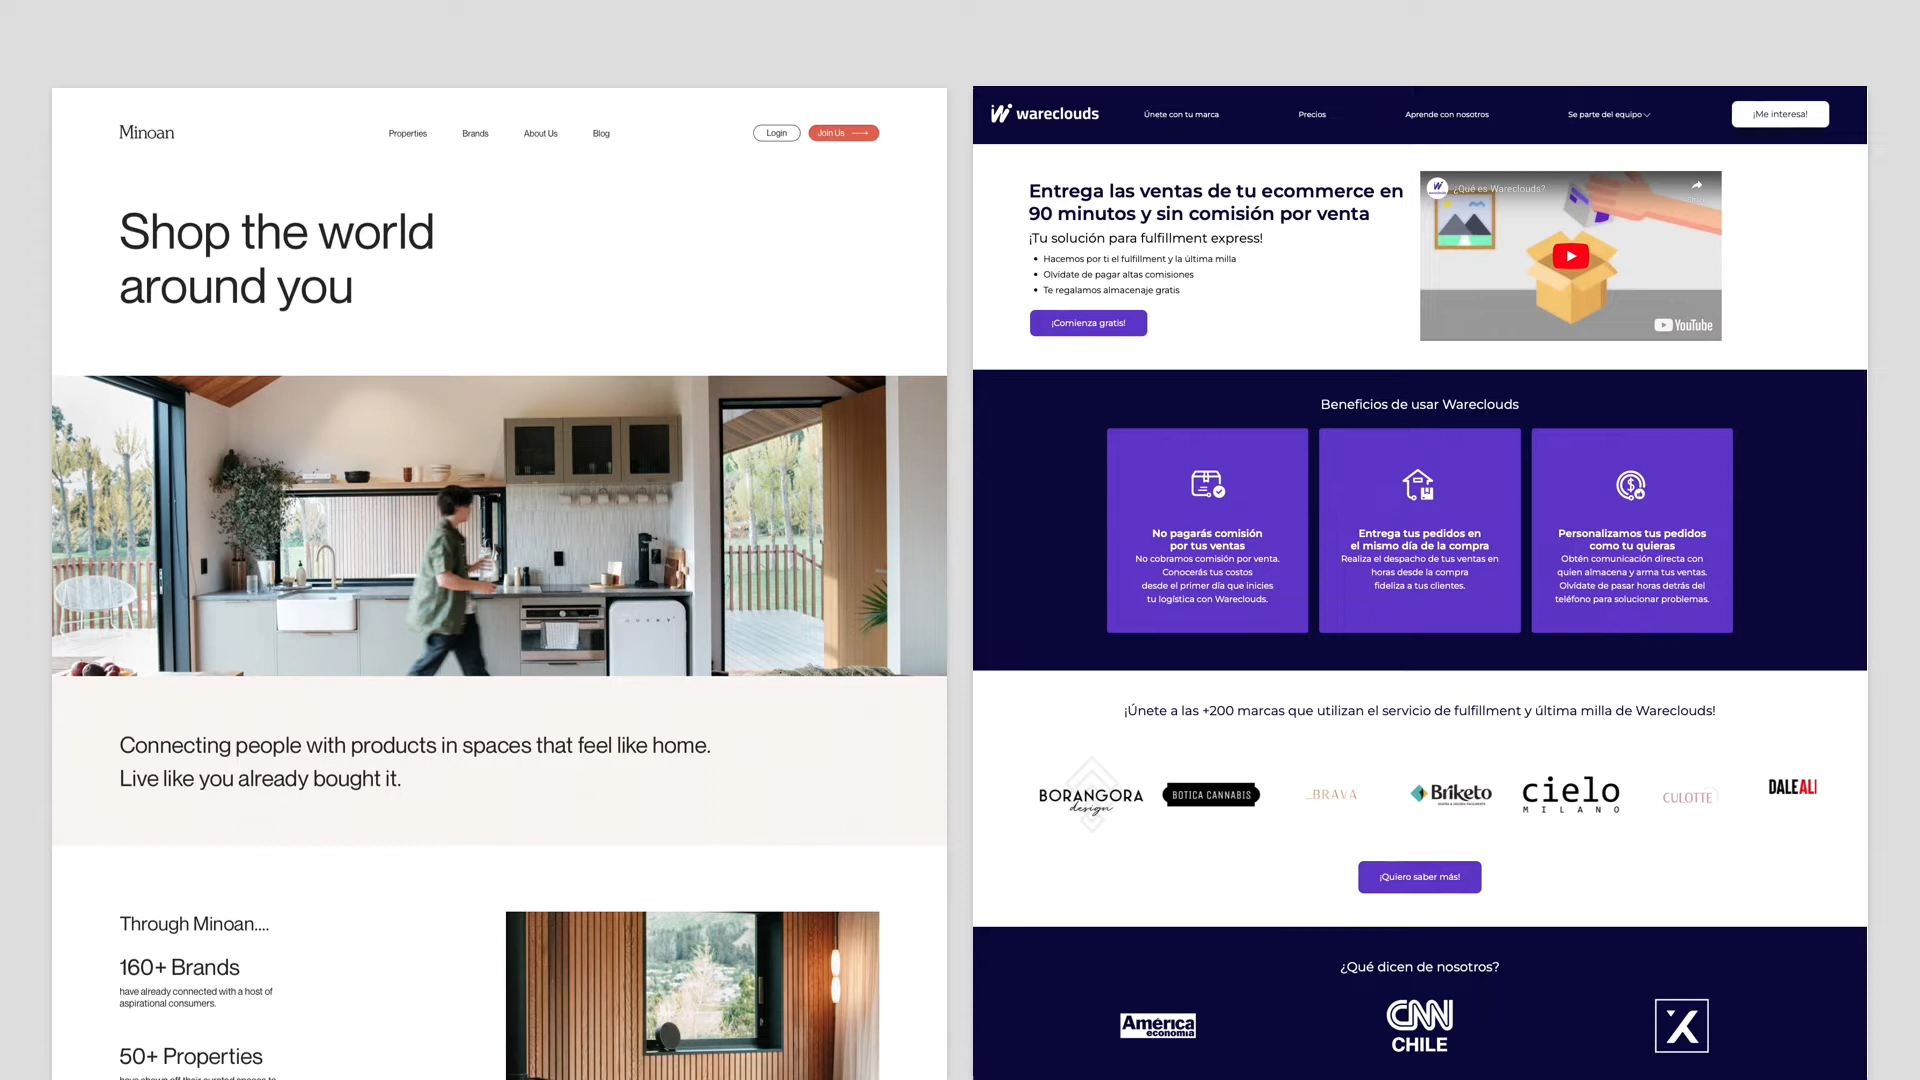 Minoan
Properties
Brands
About Us
Blog
Login
Join Us
Shop the world
around you
Connecting people with products in spaces that feel like home.
Live like you already bought it.
Through Minoan....
160+ Brands
have already connected with a host of
aspirational consumers.
50+ Properties
have shown off their curated spaces to
wareclouds
Únete con tu marca
Precios
Aprende con nosotros
Se parte del equipo
¡Me interesa!
Entrega las ventas de tu ecommerce en
90 minutos y sin comisión por venta
¡Tu solución para fulfillment express!
Hacemos por ti el fulfillment y la última milla
Olvídate de pagar altas comisiones
Te regalamos almacenaje gratis
¡Comienza gratis!
¿Qué es Wareclouds?
YouTube
Beneficios de usar Wareclouds
No pagarás comisión
por tus ventas
No cobramos comisión por venta.
Conocerás tus costos
desde el primer día que inicies
tu logística con Wareclouds.
Entrega tus pedidos en
el mismo día de la compra
Realiza el despacho de tus ventas en
horas desde la compra
fideliza a tus clientes.
Personalizamos tus pedidos
como tu quieras
Obtén comunicación directa con
quien almacena y arma tus ventas.
Olvídate de pasar horas detrás del
teléfono para solucionar problemas.
¡Únete a las +200 marcas que utilizan el servicio de fulfillment y última milla de Wareclouds!
BORANGORA
design
BOTICA CANNABIS
_BRAVA
Briketo
cielo
MILANO
CULOTTE
DALEALI
¡Quiero saber más!
¿Qué dicen de nosotros?
América
economía
CNN
CHILE